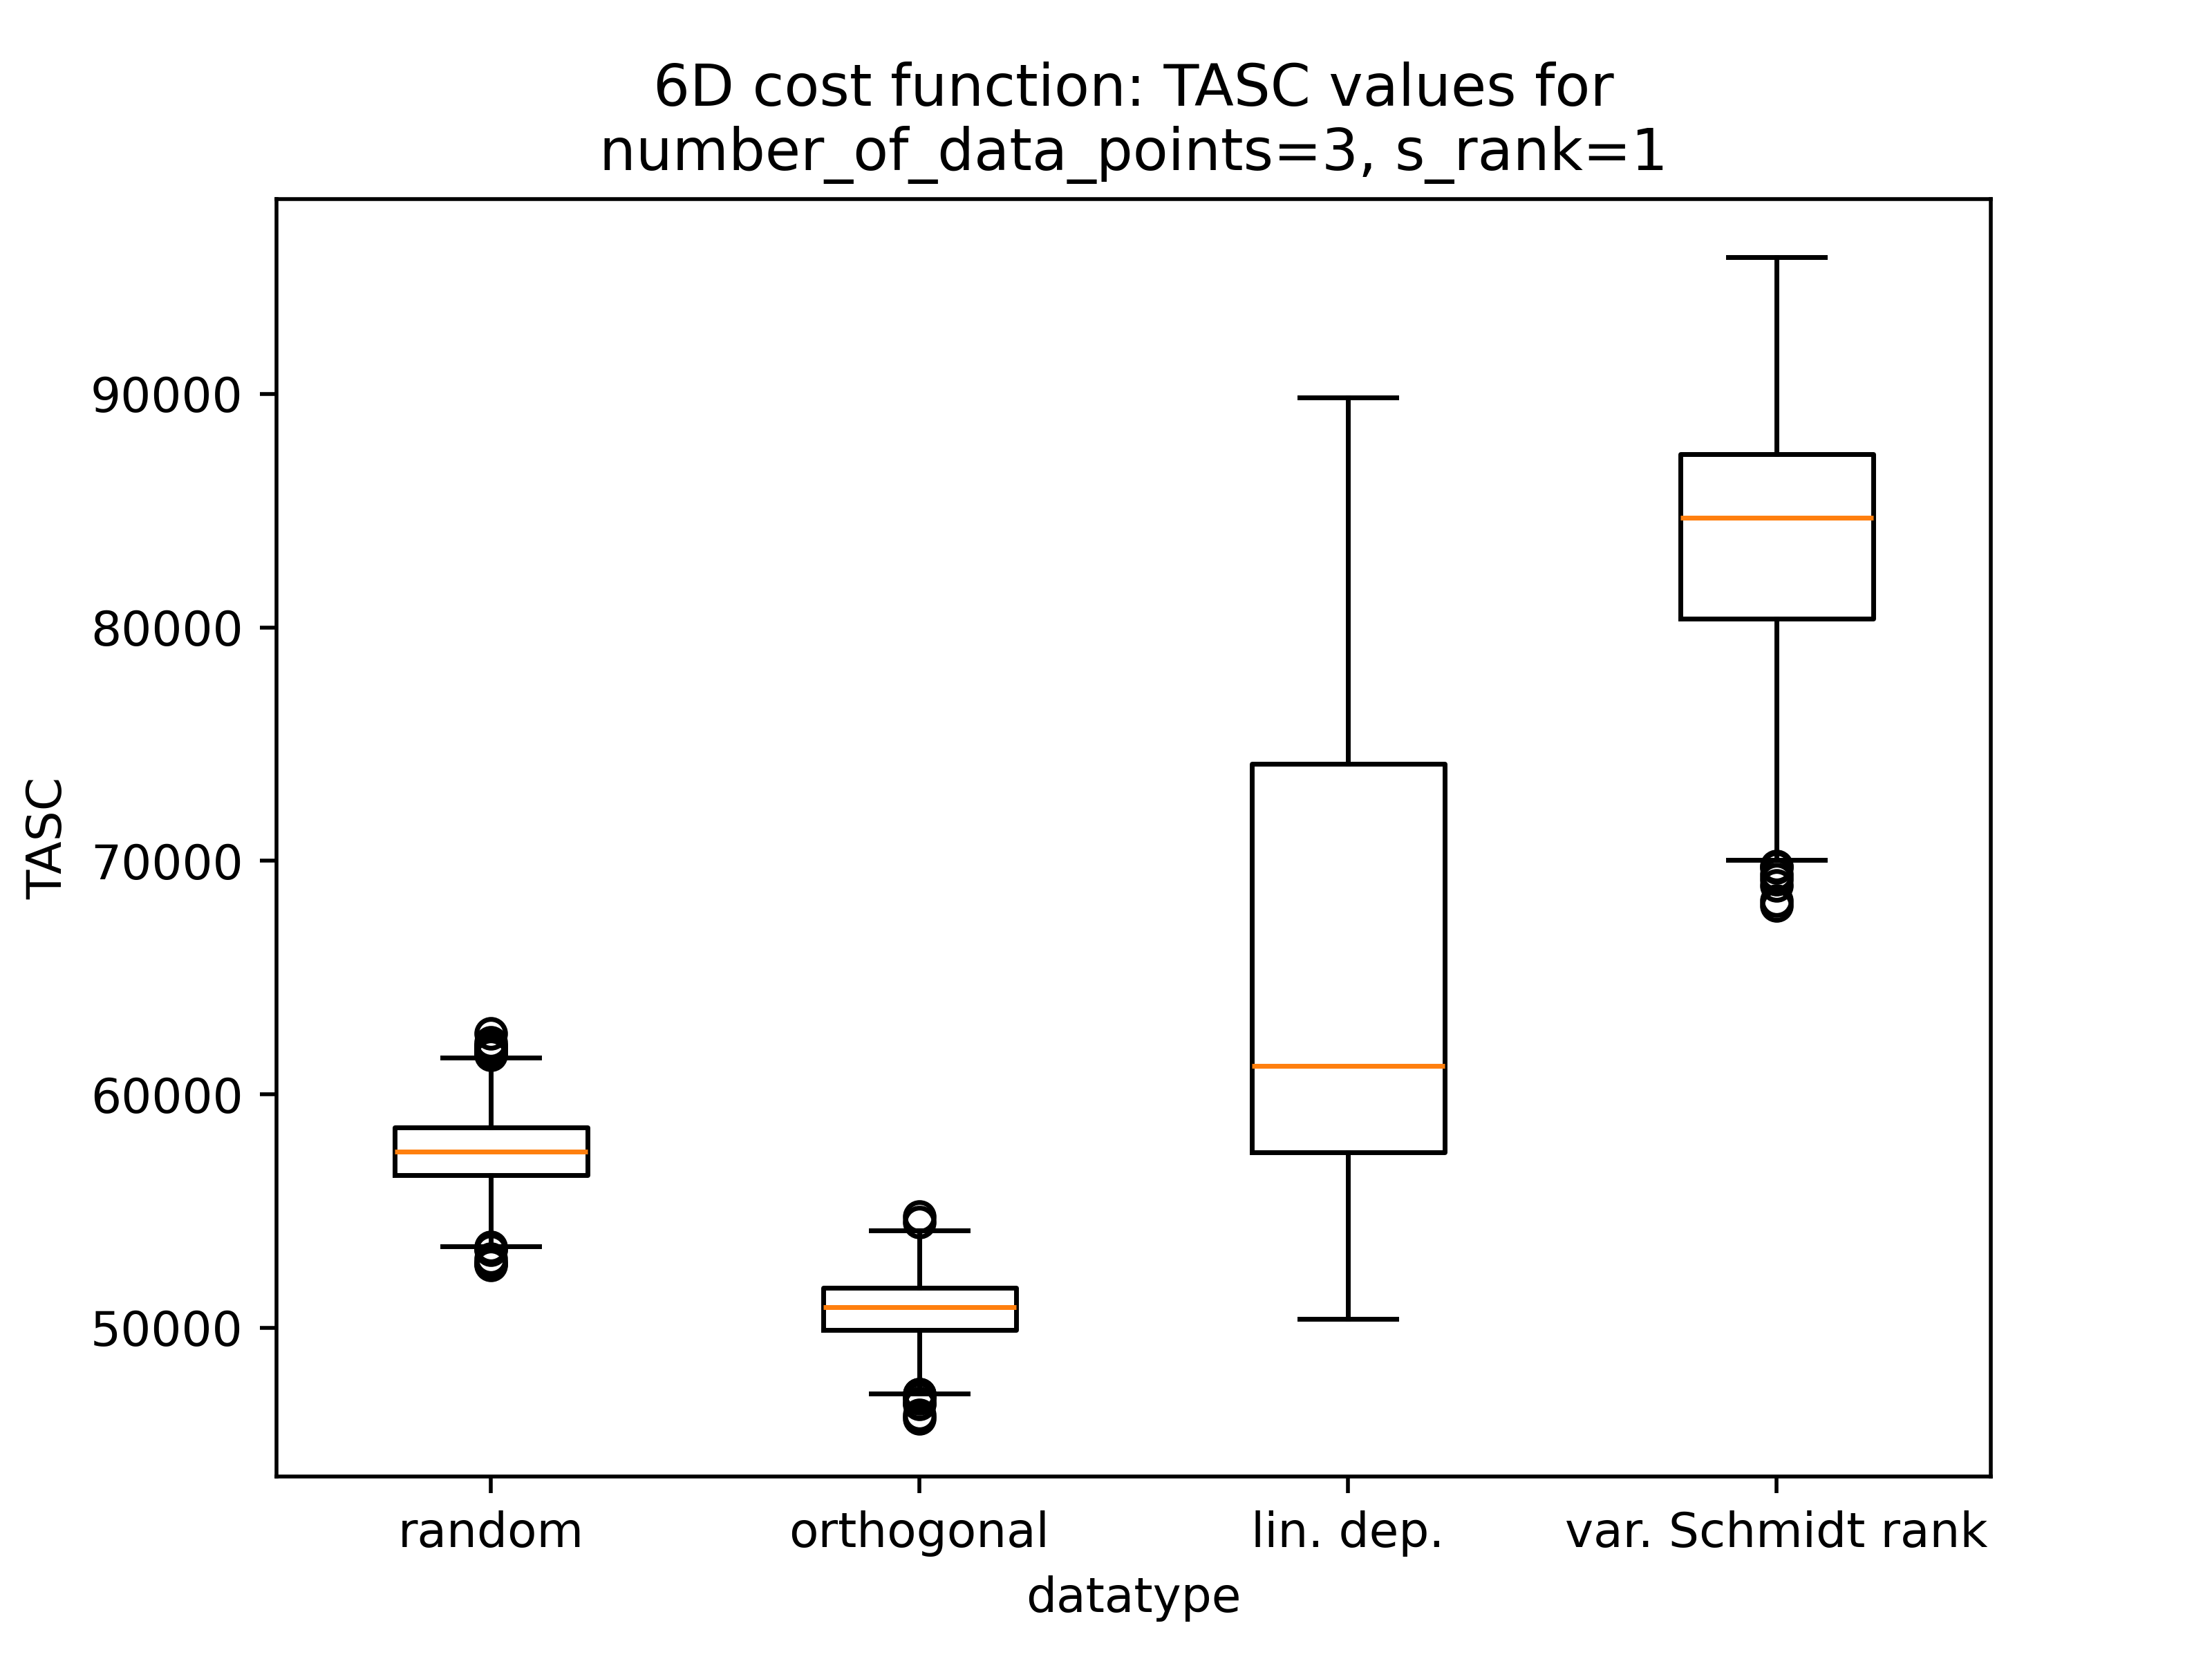 6D cost function: TASC values for
number_of_data_points=3, s_rank=1
TASC
90000
80000
70000
60000
50000
random orthogonal lin. dep. var. Schmidt rank
datatype